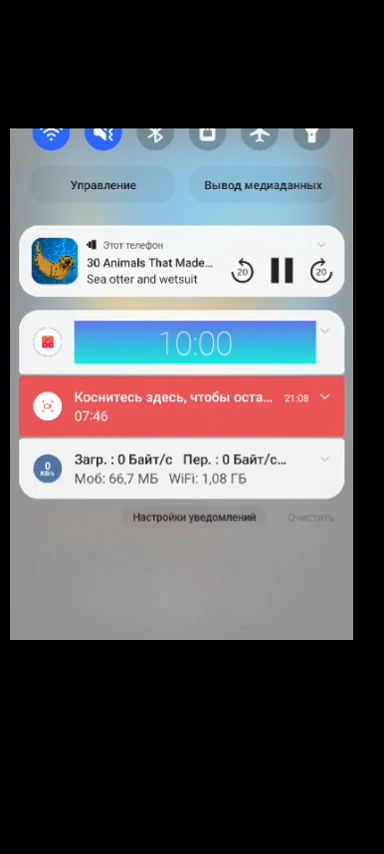 Управление
Вывод медиаданных
Этот телефон
30 Animals That Made...
Sea otter and wetsuit
20
20
10:00
Коснитесь здесь, чтобы оста... 21:08
07:46
0
KB/s
Загр. : 0 Байт/с Пер. : 0 Байт/с...
Моб: 66,7 МБ WiFi: 1,08 ГБ
Настройки уведомлений
Очистить